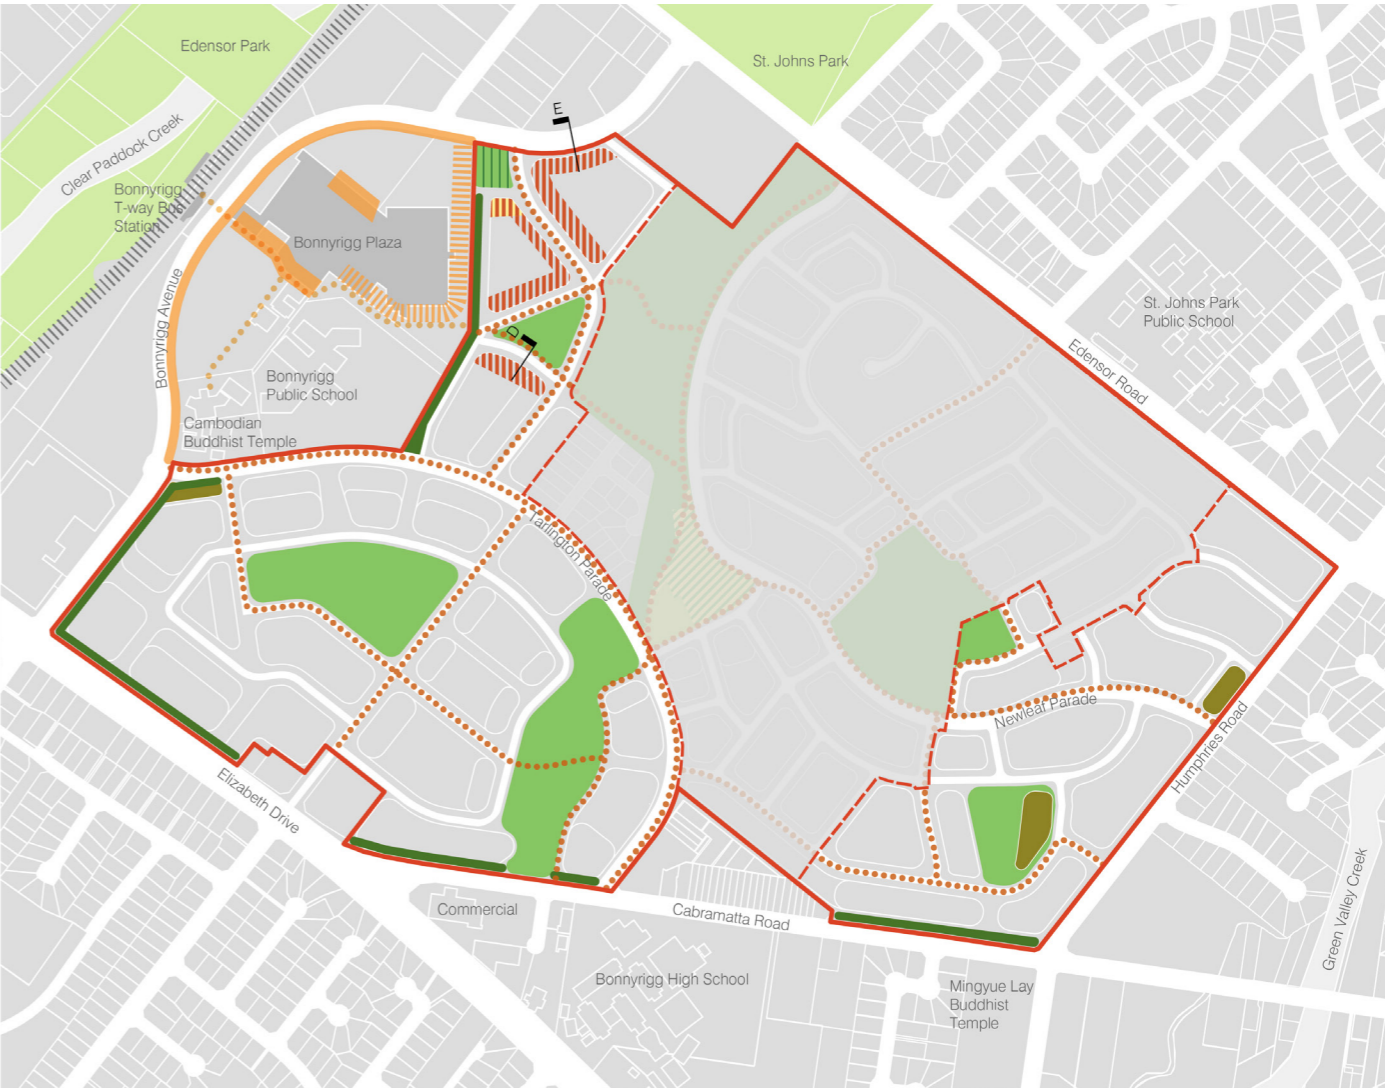 Edensor Park
St. Johns Park
E
Clear Paddock Creek
Bonnyrigg
T-way Bus
Station
Bonnyrigg Plaza
Bonnyrigg Avenue
St. Johns Park
Public School
D
Edensor Road
Bonnyrigg
Public School
Cambodian
Buddhist Temple
Tarlington Parade
Newleaf Parade
Humphries Road
Elizabeth Drive
Commercial
Cabramatta Road
Green Valley Creek
Bonnyrigg High School
Mingyue Lay
Buddhist
Temple